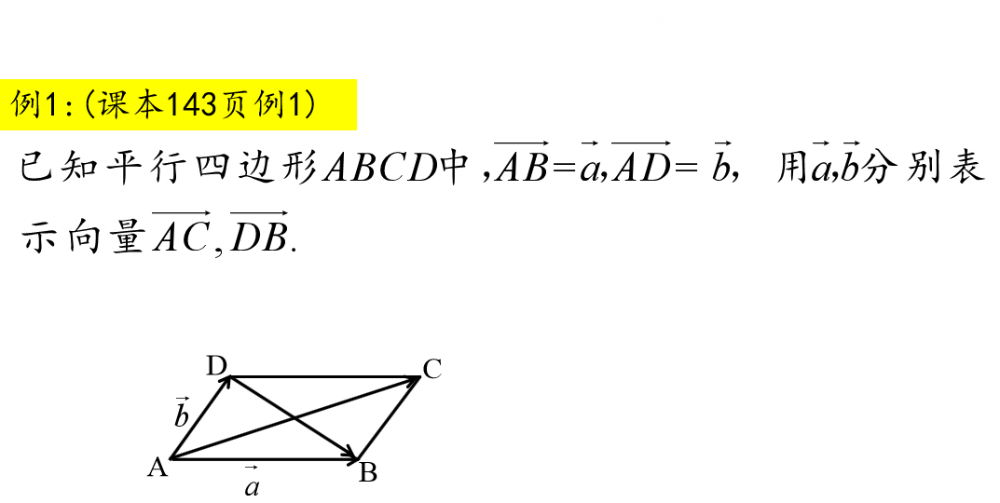 例1:(课本143页例1)
已知平行四边形ABCD中,\overrightarrow{AB}=\vec{a},\overrightarrow{AD}=\vec{b}, 用\vec{a},\vec{b}分别表
示向量\overrightarrow{AC},\overrightarrow{DB}.
D
C
\vec{b}
A
B
\vec{a}